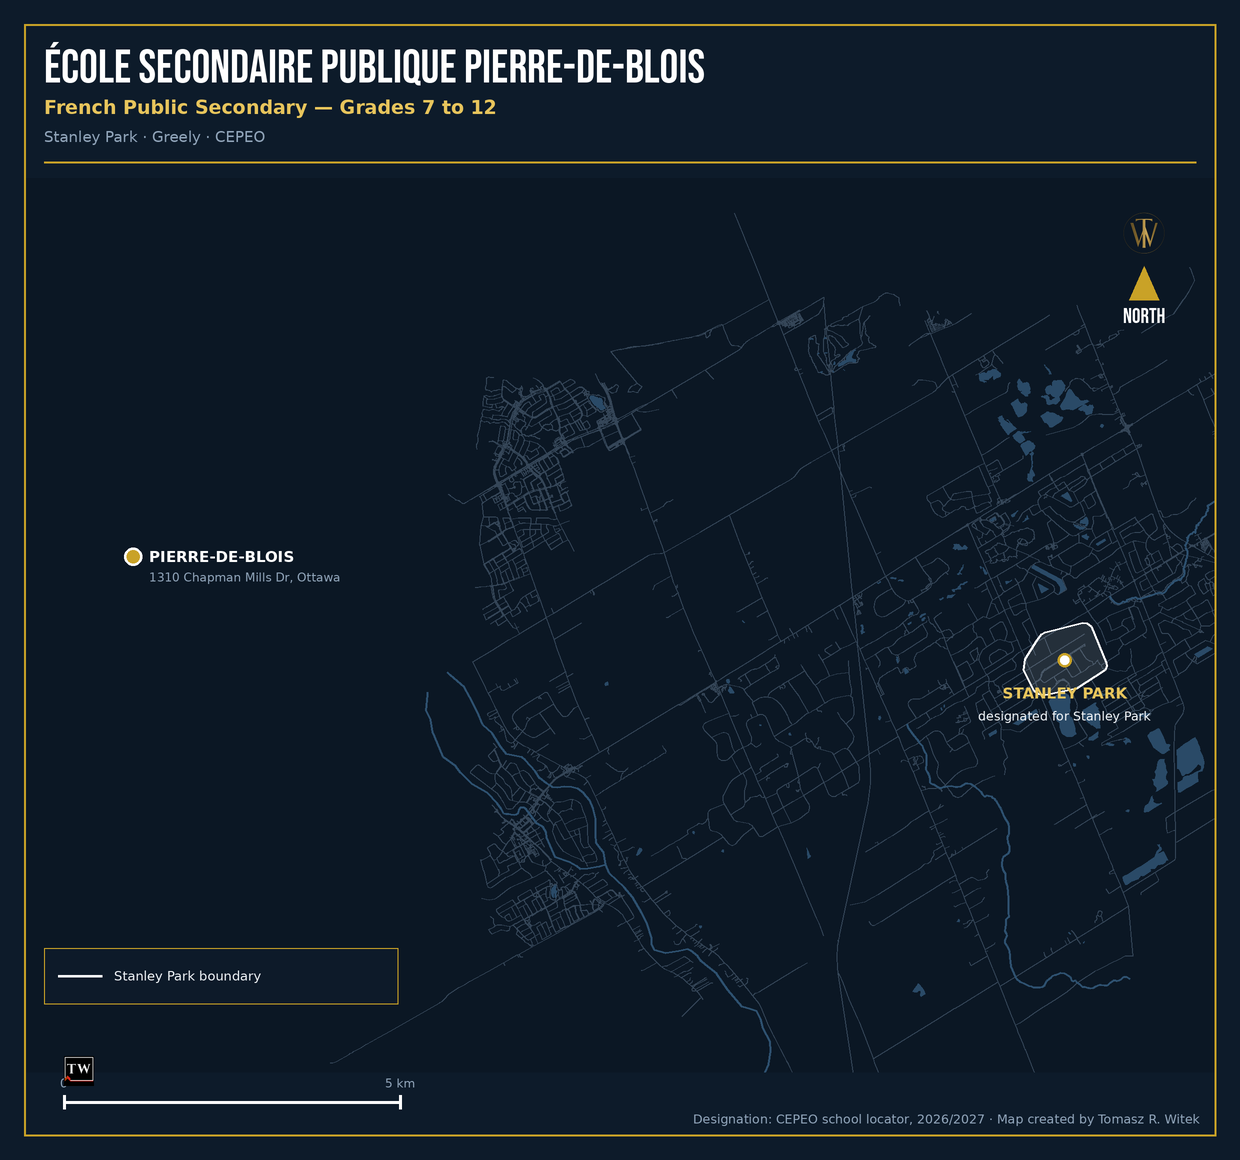 ÉCOLE SECONDAIRE PUBLIQUE PIERRE-DE-BLOIS
French Public Secondary — Grades 7 to 12
Stanley Park · Greely · CEPEO
TW
NORTH
PIERRE-DE-BLOIS
1310 Chapman Mills Dr, Ottawa
STANLEY PARK
designated for Stanley Park
Stanley Park boundary
TW
0 5 km
Designation: CEPEO school locator, 2026/2027 · Map created by Tomasz R. Witek